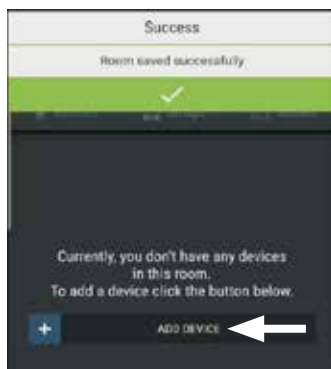 Success
Room saved successfully
Currently, you don't have any devices
in this room.
To add a device click the button below.
+ ADD DEVICE